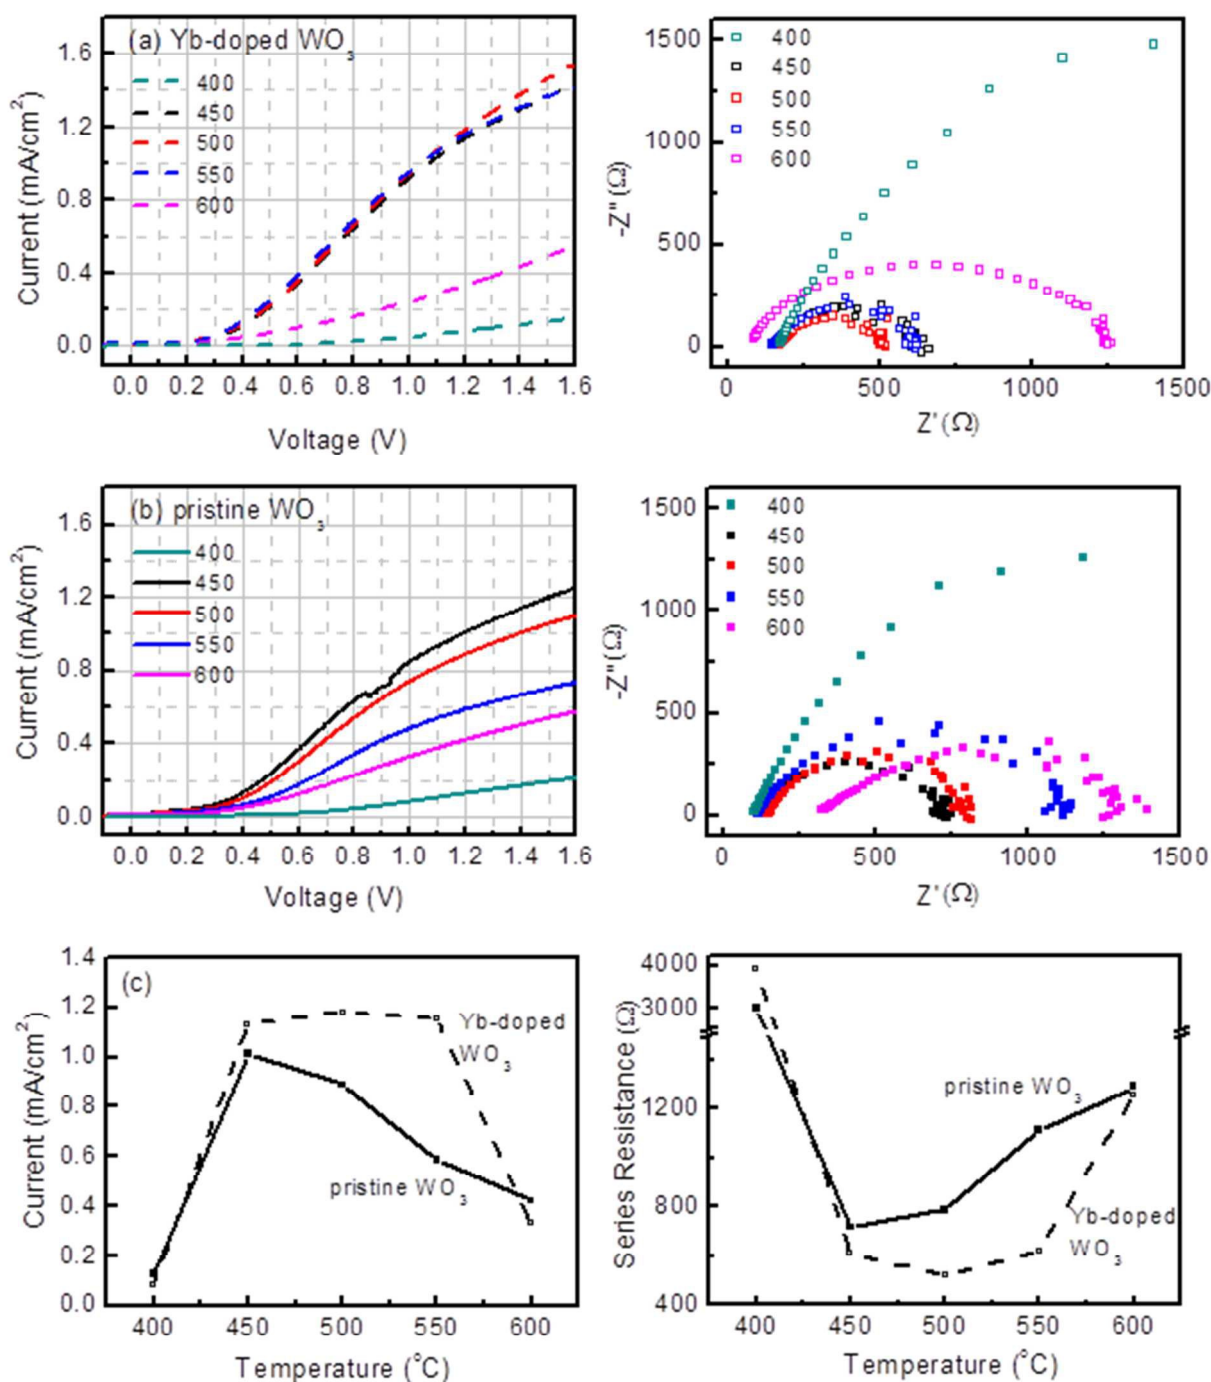 (a) Yb-doped WO₃
400
450
500
550
600
1.6
1.2
0.8
0.4
0.0
Current (mA/cm²)
0.0 0.2 0.4 0.6 0.8 1.0 1.2 1.4 1.6
Voltage (V)
1500
1000
500
0
-Z"(Ω)
400
450
500
550
600
0 500 1000 1500
Z'(Ω)
(b) pristine WO₃
400
450
500
550
600
1.6
1.2
0.8
0.4
0.0
Current (mA/cm²)
0.0 0.2 0.4 0.6 0.8 1.0 1.2 1.4 1.6
Voltage (V)
1500
1000
500
0
-Z"(Ω)
400
450
500
550
600
0 500 1000 1500
Z'(Ω)
(c)
1.4
1.2
1.0
0.8
0.6
0.4
0.2
0.0
Current (mA/cm²)
Yb-doped
WO₃
pristine WO₃
400 450 500 550 600
Temperature (°C)
4000
3000
1200
800
400
Series Resistance (Ω)
pristine WO₃
Yb-doped
WO₃
400 450 500 550 600
Temperature (°C)